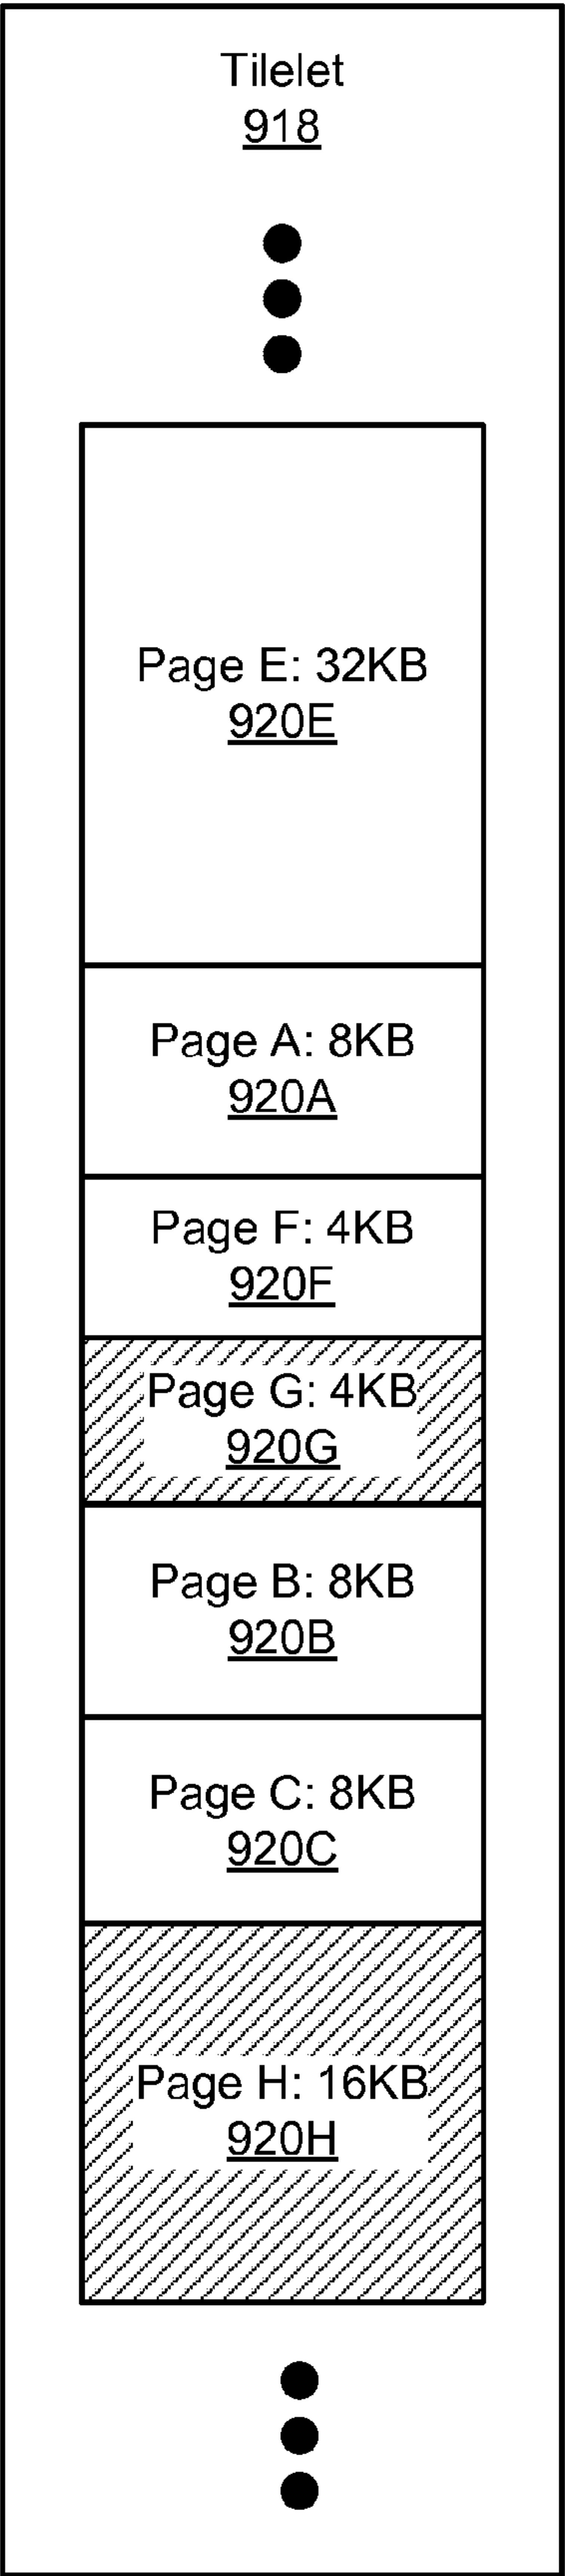 Tilelet
918
Page E: 32KB
920E
Page A: 8KB
920A
Page F: 4KB
920F
Page G: 4KB
920G
Page B: 8KB
920B
Page C: 8KB
920C
Page H: 16KB
920H